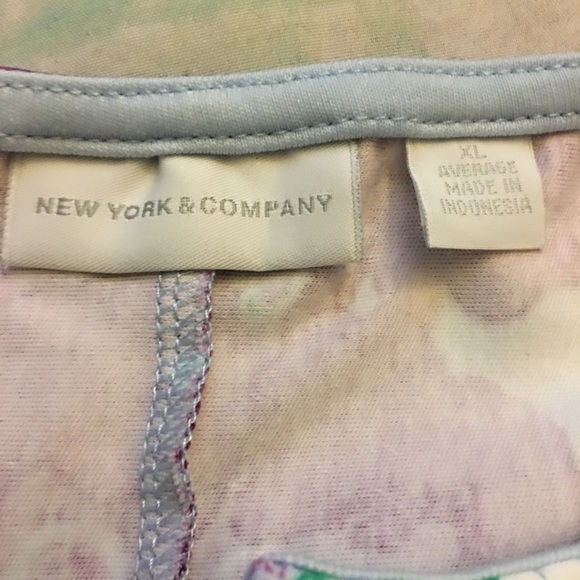 NEW YORK & COMPANY
XL
AVERAGE
MADE IN
INDONESIA